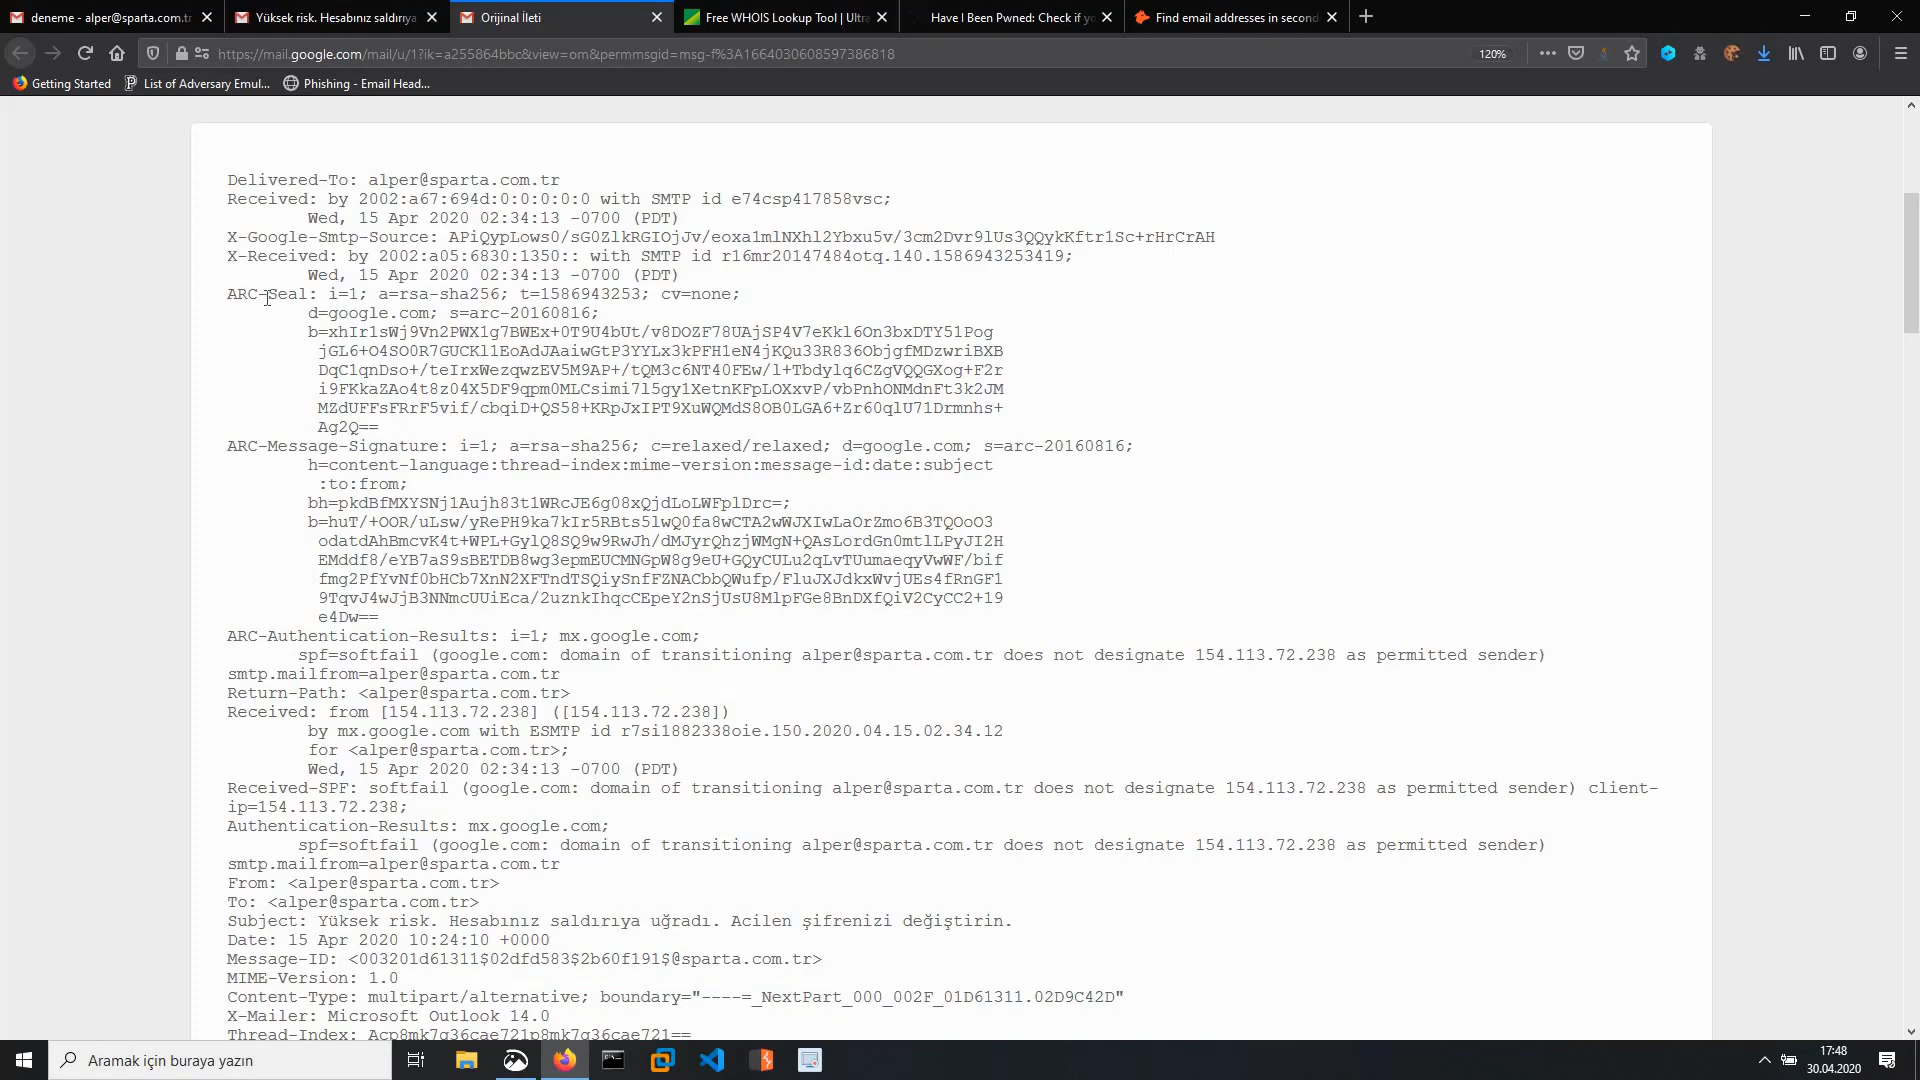 deneme - alper@sparta.com.tr
Yüksek risk. Hesabınız saldırıya
Orijinal İleti
Free WHOIS Lookup Tool | Ultra
Have I Been Pwned: Check if yo
Find email addresses in second
https://mail.google.com/mail/u/1?ik=a255864bbc&view=om&permmsgid=msg-f%3A1664030608597386818
120%
Getting Started
List of Adversary Emul...
Phishing - Email Head...
Delivered-To: alper@sparta.com.tr
Received: by 2002:a67:694d:0:0:0:0:0 with SMTP id e74csp417858vsc;
Wed, 15 Apr 2020 02:34:13 -0700 (PDT)
X-Google-Smtp-Source: APiQypLows0/sG0ZlkRGIOjJv/eoxa1mlNXhl2Ybxu5v/3cm2Dvr9lUs3QQykKftr1Sc+rHrCrAH
X-Received: by 2002:a05:6830:1350:: with SMTP id r16mr20147484otq.140.1586943253419;
Wed, 15 Apr 2020 02:34:13 -0700 (PDT)
ARC-Seal: i=1; a=rsa-sha256; t=1586943253; cv=none;
d=google.com; s=arc-20160816;
b=xhIr1sWj9Vn2PWX1g7BWEx+0T9U4bUt/v8DOZF78UAjSP4V7eKkl6On3bxDTY51Pog
jGL6+O4SO0R7GUCKl1EoAdJAaiwGtP3YYLx3kPFH1eN4jKQu33R836ObjgfMDzwriBXB
DqC1qnDso+/teIrxWezqwzEV5M9AP+/tQM3c6NT40FEw/l+Tbdylq6CZgVQQGXog+F2r
i9FKkaZAo4t8z04X5DF9qpm0MLCsimi7l5gy1XetnKFpLOXxvP/vbPnhONMdnFt3k2JM
MZdUFFsFRrF5vif/cbqiD+QS58+KRpJxIPT9XuWQMdS8OB0LGA6+Zr60qlU71Drmnhs+
Ag2Q==
ARC-Message-Signature: i=1; a=rsa-sha256; c=relaxed/relaxed; d=google.com; s=arc-20160816;
h=content-language:thread-index:mime-version:message-id:date:subject
:to:from;
bh=pkdBfMXYSNj1Aujh83t1WRcJE6g08xQjdLoLWFplDrc=;
b=huT/+OOR/uLsw/yRePH9ka7kIr5RBts5lwQ0fa8wCTA2wWJXIwLaOrZmo6B3TQOoO3
odatdAhBmcvK4t+WPL+GylQ8SQ9w9RwJh/dMJyrQhzjWMgN+QAsLordGn0mtlLPyJI2H
EMddf8/eYB7aS9sBETDB8wg3epmEUCMNGpW8g9eU+GQyCULu2qLvTUumaeqyVwWF/bif
fmg2PfYvNf0bHCb7XnN2XFTndTSQiySnfFZNACbbQWufp/FluJXJdkxWvjUEs4fRnGF1
9TqvJ4wJjB3NNmcUUiEca/2uznkIhqcCEpeY2nSjUsU8MlpFGe8BnDXfQiV2CyCC2+19
e4Dw==
ARC-Authentication-Results: i=1; mx.google.com;
spf=softfail (google.com: domain of transitioning alper@sparta.com.tr does not designate 154.113.72.238 as permitted sender)
smtp.mailfrom=alper@sparta.com.tr
Return-Path: <alper@sparta.com.tr>
Received: from [154.113.72.238] ([154.113.72.238])
by mx.google.com with ESMTP id r7si1882338oie.150.2020.04.15.02.34.12
for <alper@sparta.com.tr>;
Wed, 15 Apr 2020 02:34:13 -0700 (PDT)
Received-SPF: softfail (google.com: domain of transitioning alper@sparta.com.tr does not designate 154.113.72.238 as permitted sender) client-
ip=154.113.72.238;
Authentication-Results: mx.google.com;
spf=softfail (google.com: domain of transitioning alper@sparta.com.tr does not designate 154.113.72.238 as permitted sender)
smtp.mailfrom=alper@sparta.com.tr
From: <alper@sparta.com.tr>
To: <alper@sparta.com.tr>
Subject: Yüksek risk. Hesabınız saldırıya uğradı. Acilen şifrenizi değiştirin.
Date: 15 Apr 2020 10:24:10 +0000
Message-ID: <003201d61311$02dfd583$2b60f191$@sparta.com.tr>
MIME-Version: 1.0
Content-Type: multipart/alternative; boundary="----=_NextPart_000_002F_01D61311.02D9C42D"
X-Mailer: Microsoft Outlook 14.0
Thread-Index: Acp8mk7g36cae721p8mk7g36cae721==
Aramak için buraya yazın
17:48
30.04.2020